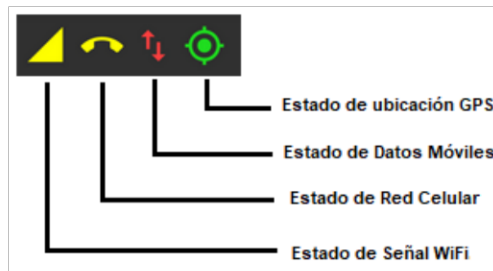 Estado de ubicación GPS
Estado de Datos Móviles
Estado de Red Celular
Estado de Señal WiFi